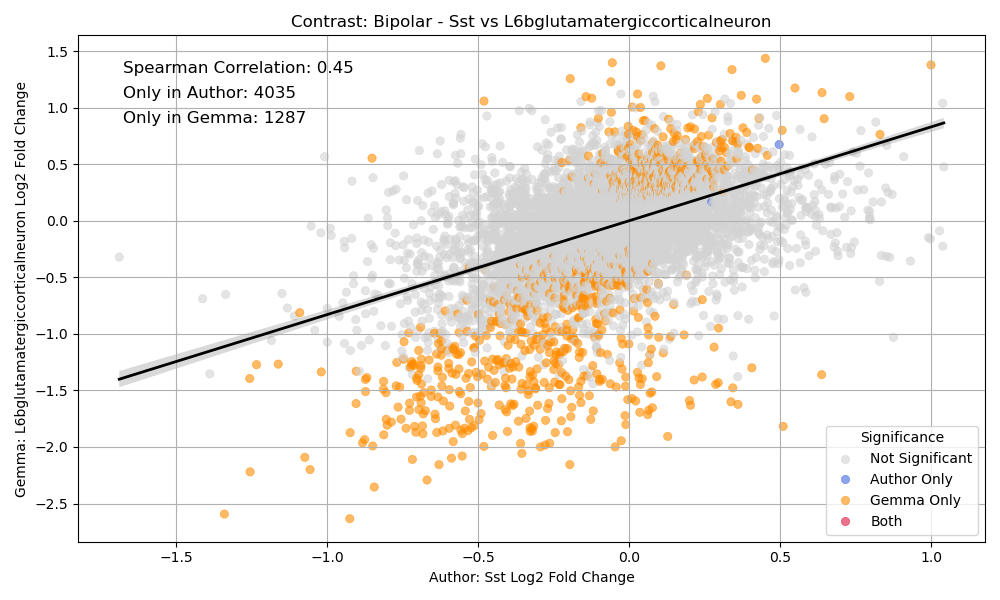 Contrast: Bipolar - Sst vs L6bglutamatergiccorticalneuron
Spearman Correlation: 0.45
Only in Author: 4035
Only in Gemma: 1287
Gemma: L6bglutamatergiccorticalneuron Log2 Fold Change
1.5
1.0
0.5
0.0
−0.5
−1.0
−1.5
−2.0
−2.5
−1.5
−1.0
−0.5
0.0
0.5
1.0
Author: Sst Log2 Fold Change
Significance
Not Significant
Author Only
Gemma Only
Both